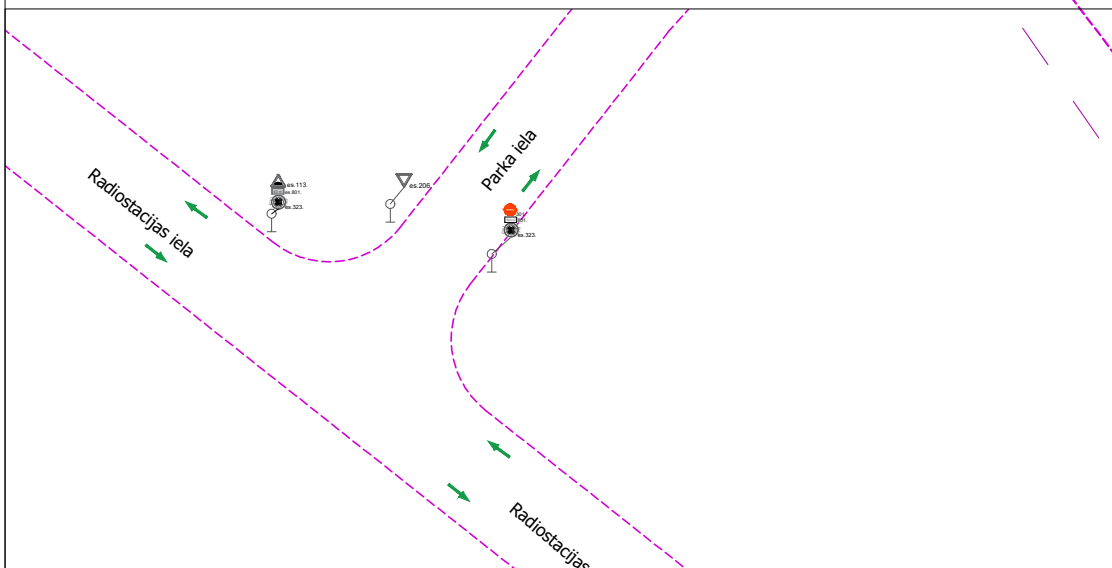 Parka iela
Radiostacijas iela
es.113.
es.801.
es.323.
es.206.
es.323.
Radiostacijas